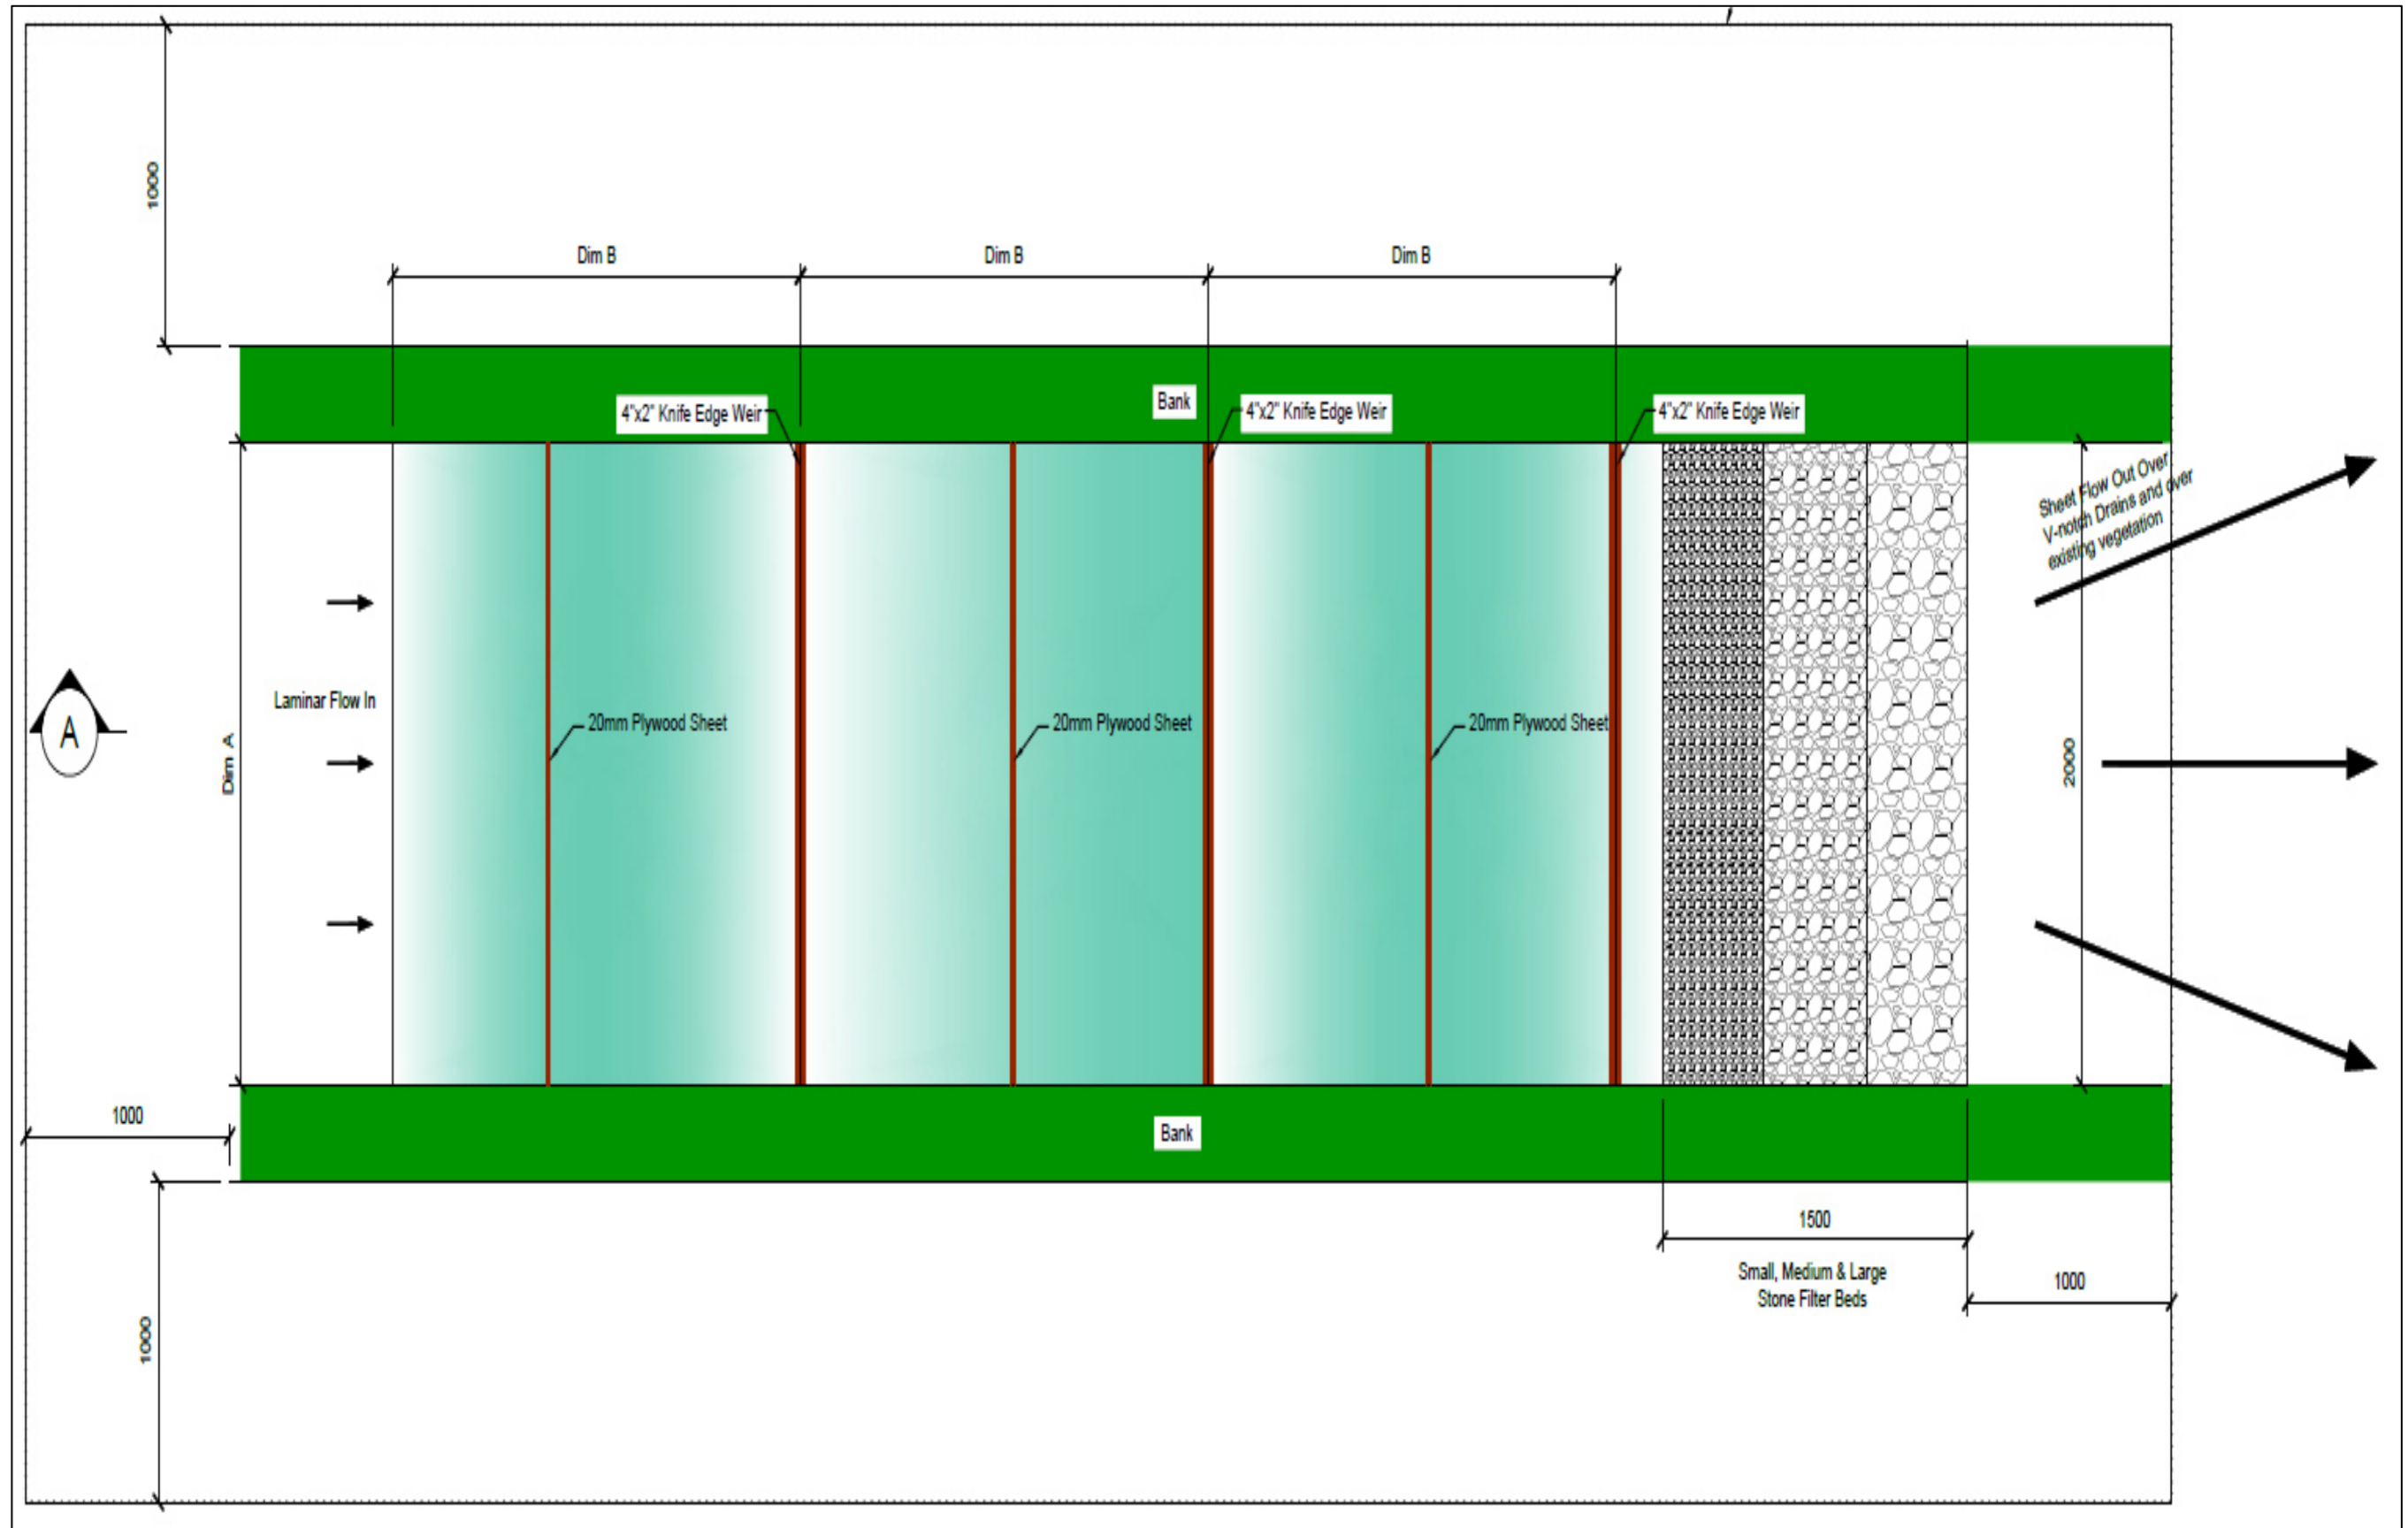 1000
Dim B
Dim B
Dim B
4"x2" Knife Edge Weir
Bank
4"x2" Knife Edge Weir
4"x2" Knife Edge Weir
Sheet Flow Out Over
V-notch Drains and over
existing vegetation
Laminar Flow In
A
Dim A
20mm Plywood Sheet
20mm Plywood Sheet
20mm Plywood Sheet
2000
1000
Bank
1500
Small, Medium & Large
Stone Filter Beds
1000
1000